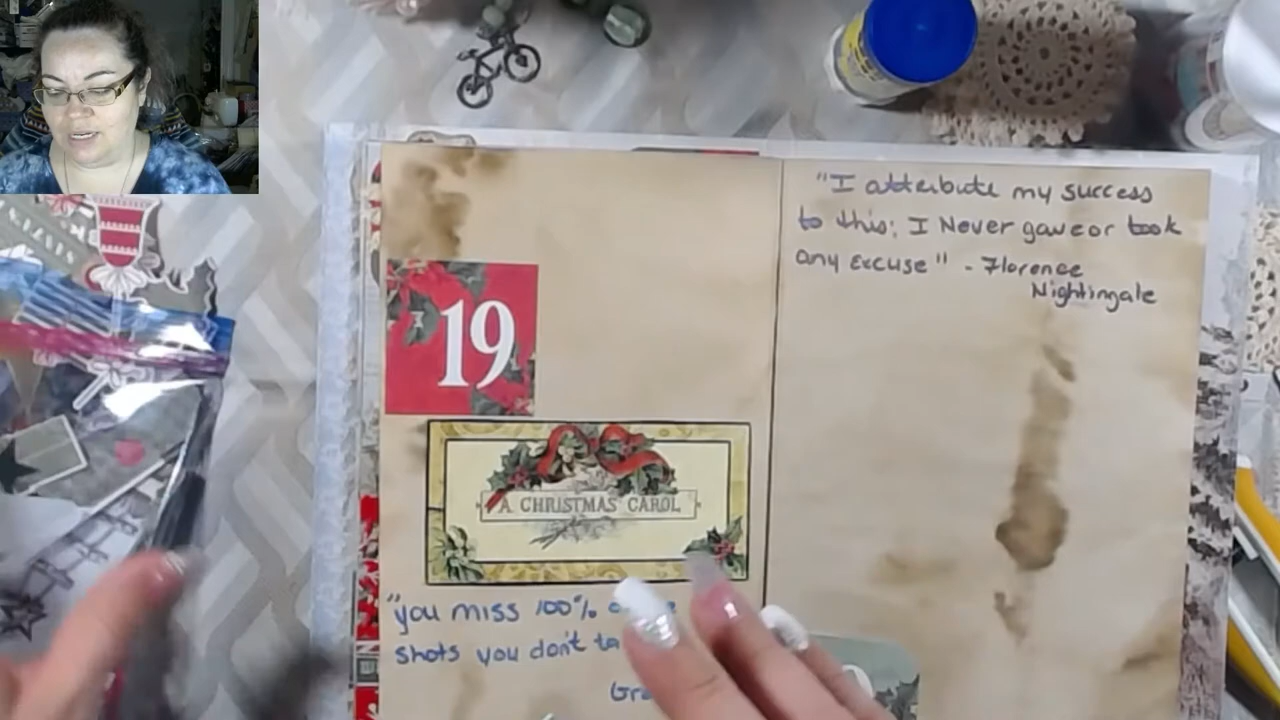 19
A CHRISTMAS CAROL
"you miss 100%
shots you don't
"I attribute my success
to this; I Never gave or took
any excuse" - Florence
Nightingale